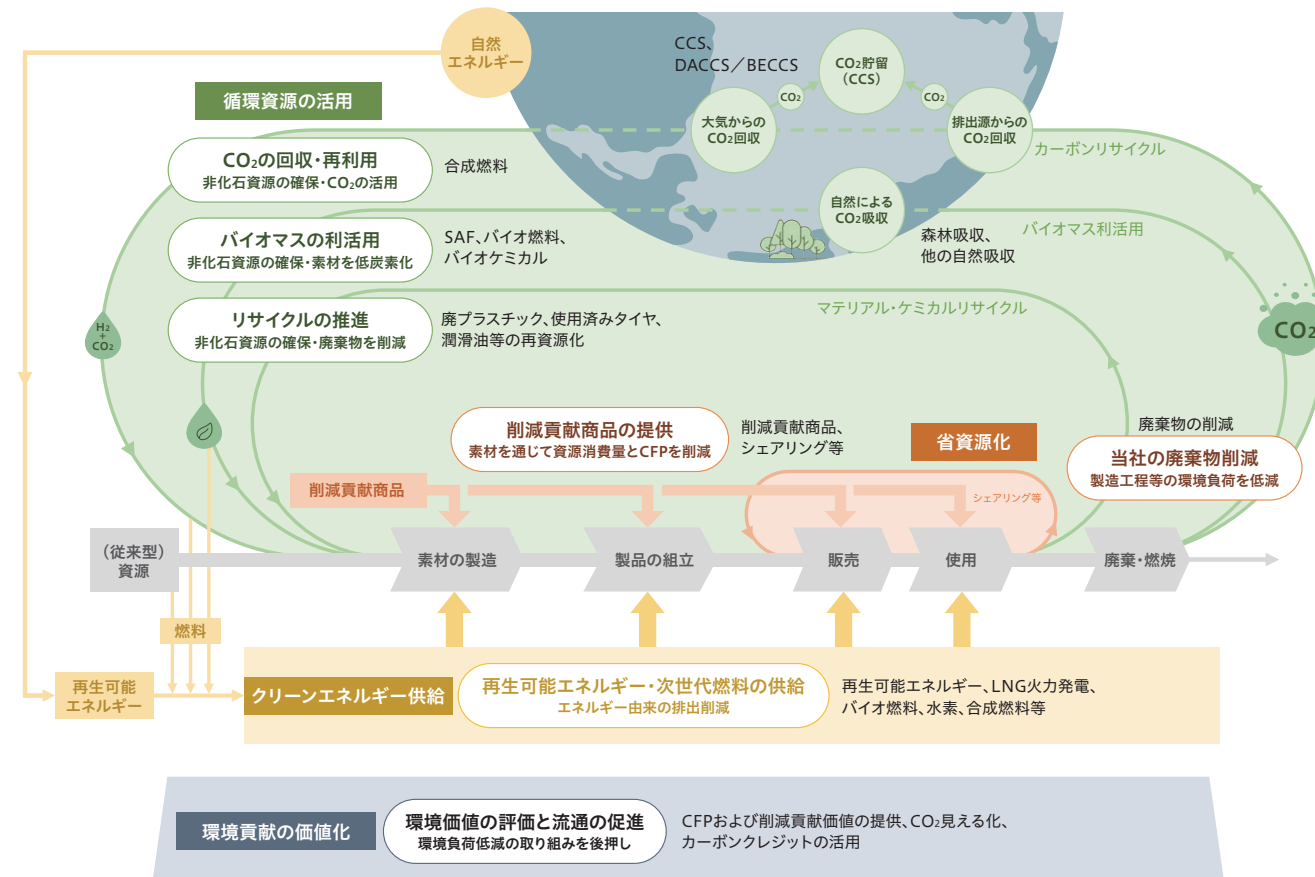 自然
エネルギー
CCS、
DACCS／BECCS
CO₂貯留
（CCS）
CO₂
CO₂
大気からの
CO₂回収
排出源からの
CO₂回収
循環資源の活用
カーボンリサイクル
CO₂の回収・再利用
非化石資源の確保・CO₂の活用
合成燃料
自然による
CO₂吸収
バイオマスの利活用
非化石資源の確保・素材を低炭素化
SAF、バイオ燃料、
バイオケミカル
森林吸収、
他の自然吸収
バイオマス利活用
リサイクルの推進
非化石資源の確保・廃棄物を削減
廃プラスチック、使用済みタイヤ、
潤滑油等の再資源化
マテリアル・ケミカルリサイクル
H₂
+
CO₂
CO₂
削減貢献商品の提供
素材を通じて資源消費量とCFPを削減
削減貢献商品、
シェアリング等
省資源化
廃棄物の削減
当社の廃棄物削減
製造工程等の環境負荷を低減
削減貢献商品
シェアリング等
（従来型）
資源
素材の製造
製品の組立
販売
使用
廃棄・燃焼
燃料
再生可能
エネルギー
クリーンエネルギー供給
再生可能エネルギー・次世代燃料の供給
エネルギー由来の排出削減
再生可能エネルギー、LNG火力発電、
バイオ燃料、水素、合成燃料等
環境貢献の価値化
環境価値の評価と流通の促進
環境負荷低減の取り組みを後押し
CFPおよび削減貢献価値の提供、CO₂見える化、
カーボンクレジットの活用